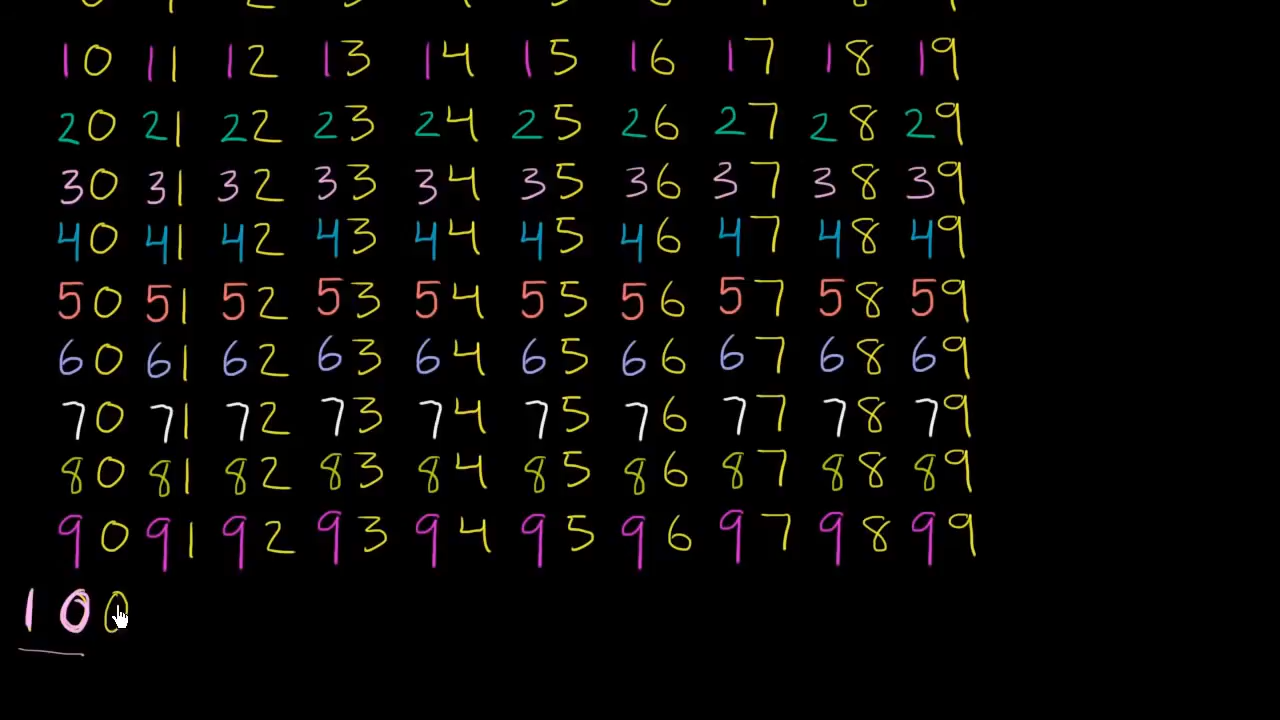 10 11 12 13 14 15 16 17 18 19
20 21 22 23 24 25 26 27 28 29
30 31 32 33 34 35 36 37 38 39
40 41 42 43 44 45 46 47 48 49
50 51 52 53 54 55 56 57 58 59
60 61 62 63 64 65 66 67 68 69
70 71 72 73 74 75 76 77 78 79
80 81 82 83 84 85 86 87 88 89
90 91 92 93 94 95 96 97 98 99
100